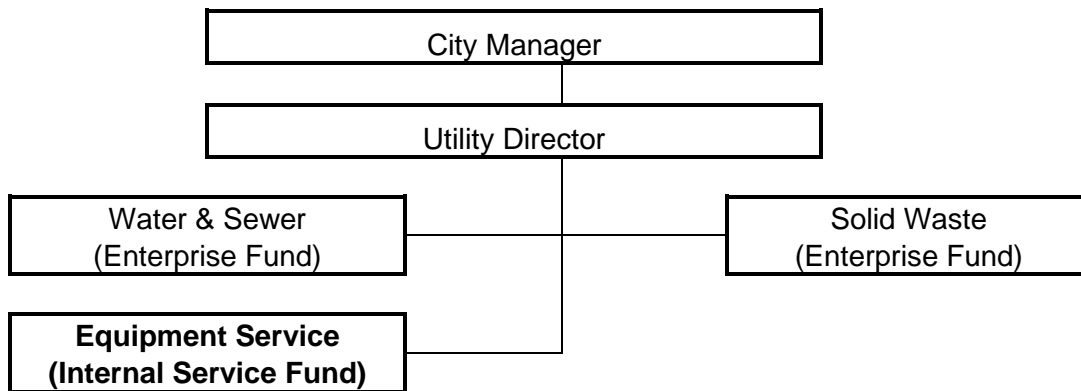 City Manager
Utility Director
Water & Sewer
(Enterprise Fund)
Solid Waste
(Enterprise Fund)
Equipment Service
(Internal Service Fund)